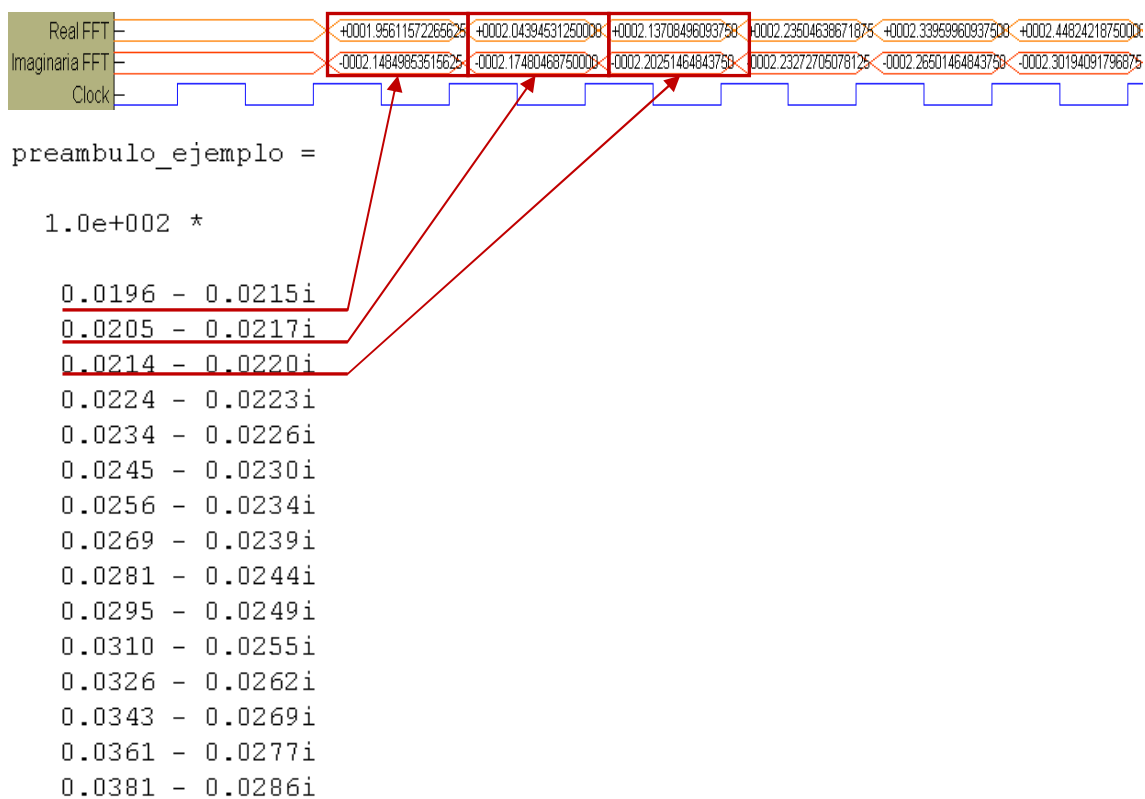 Real FFT +0001.95611572265625 +0002.04394531250000 +0002.13708496093750 +0002.23504638671875 +0002.33959960937500 +0002.44824218750000
Imaginaria FFT -0002.14849853515625 -0002.17480468750000 -0002.20251464843750 -0002.23272705078125 -0002.26501464843750 -0002.30194091796875
Clock
preambulo_ejemplo =
1.0e+002 *
0.0196 - 0.0215i
0.0205 - 0.0217i
0.0214 - 0.0220i
0.0224 - 0.0223i
0.0234 - 0.0226i
0.0245 - 0.0230i
0.0256 - 0.0234i
0.0269 - 0.0239i
0.0281 - 0.0244i
0.0295 - 0.0249i
0.0310 - 0.0255i
0.0326 - 0.0262i
0.0343 - 0.0269i
0.0361 - 0.0277i
0.0381 - 0.0286i